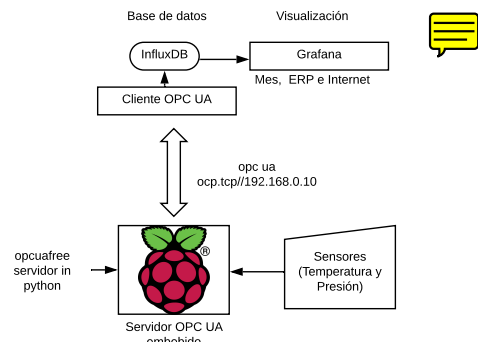 Base de datos
Visualización
InfluxDB
Grafana
Mes, ERP e Internet
Cliente OPC UA
opc ua
ocp.tcp//192.168.0.10
opcuafree
servidor in
python
®
Sensores
(Temperatura y
Presión)
Servidor OPC UA
embebido